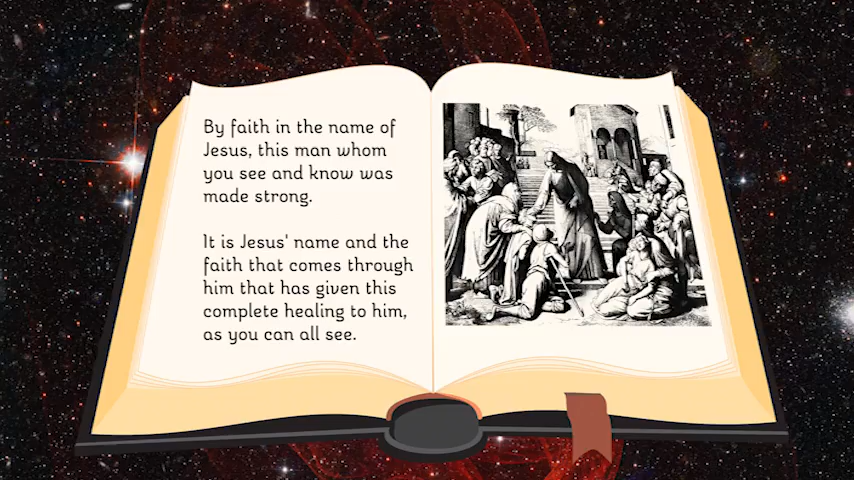 By faith in the name of
Jesus, this man whom
you see and know was
made strong.
It is Jesus' name and the
faith that comes through
him that has given this
complete healing to him,
as you can all see.